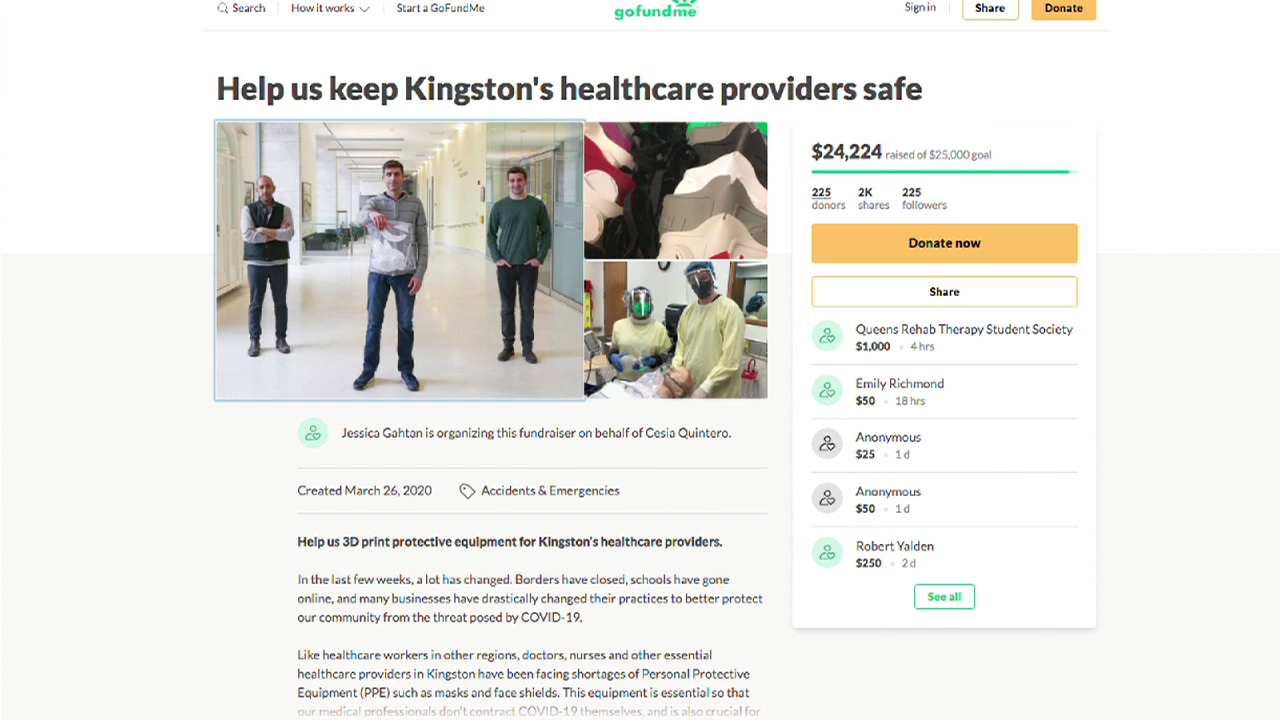 Search
How it works
Start a GoFundMe
gofundme
Sign in
Share
Donate
Help us keep Kingston's healthcare providers safe
$24,224 raised of $25,000 goal
225 donors
2K shares
225 followers
Donate now
Share
Queens Rehab Therapy Student Society
$1,000 • 4 hrs
Emily Richmond
$50 • 18 hrs
Anonymous
$25 • 1 d
Anonymous
$50 • 1 d
Robert Yalden
$250 • 2 d
See all
Jessica Gahtan is organizing this fundraiser on behalf of Cesia Quintero.
Created March 26, 2020
Accidents & Emergencies
Help us 3D print protective equipment for Kingston's healthcare providers.
In the last few weeks, a lot has changed. Borders have closed, schools have gone
online, and many businesses have drastically changed their practices to better protect
our community from the threat posed by COVID-19.
Like healthcare workers in other regions, doctors, nurses and other essential
healthcare providers in Kingston have been facing shortages of Personal Protective
Equipment (PPE) such as masks and face shields. This equipment is essential so that
our medical professionals don't contract COVID-19 themselves, and is also crucial for